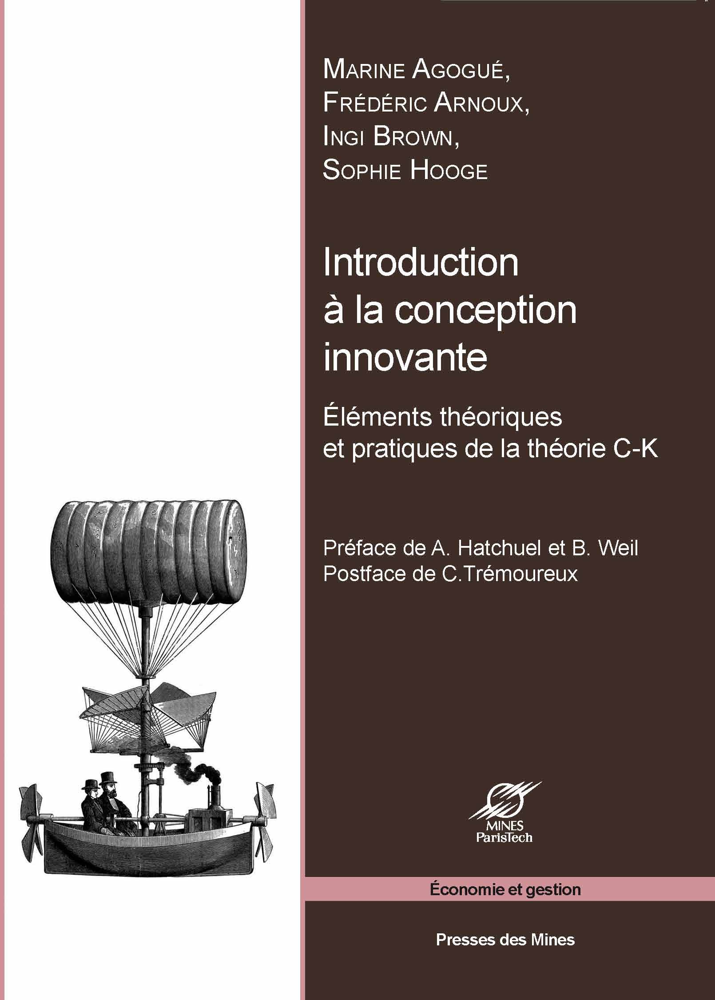 MARINE AGOGUÉ,
FRÉDÉRIC ARNOUX,
INGI BROWN,
SOPHIE HOOGE
Introduction
à la conception
innovante
Éléments théoriques
et pratiques de la théorie C-K
Préface de A. Hatchuel et B. Weil
Postface de C.Trémoureux
MINES
ParisTech
Économie et gestion
Presses des Mines